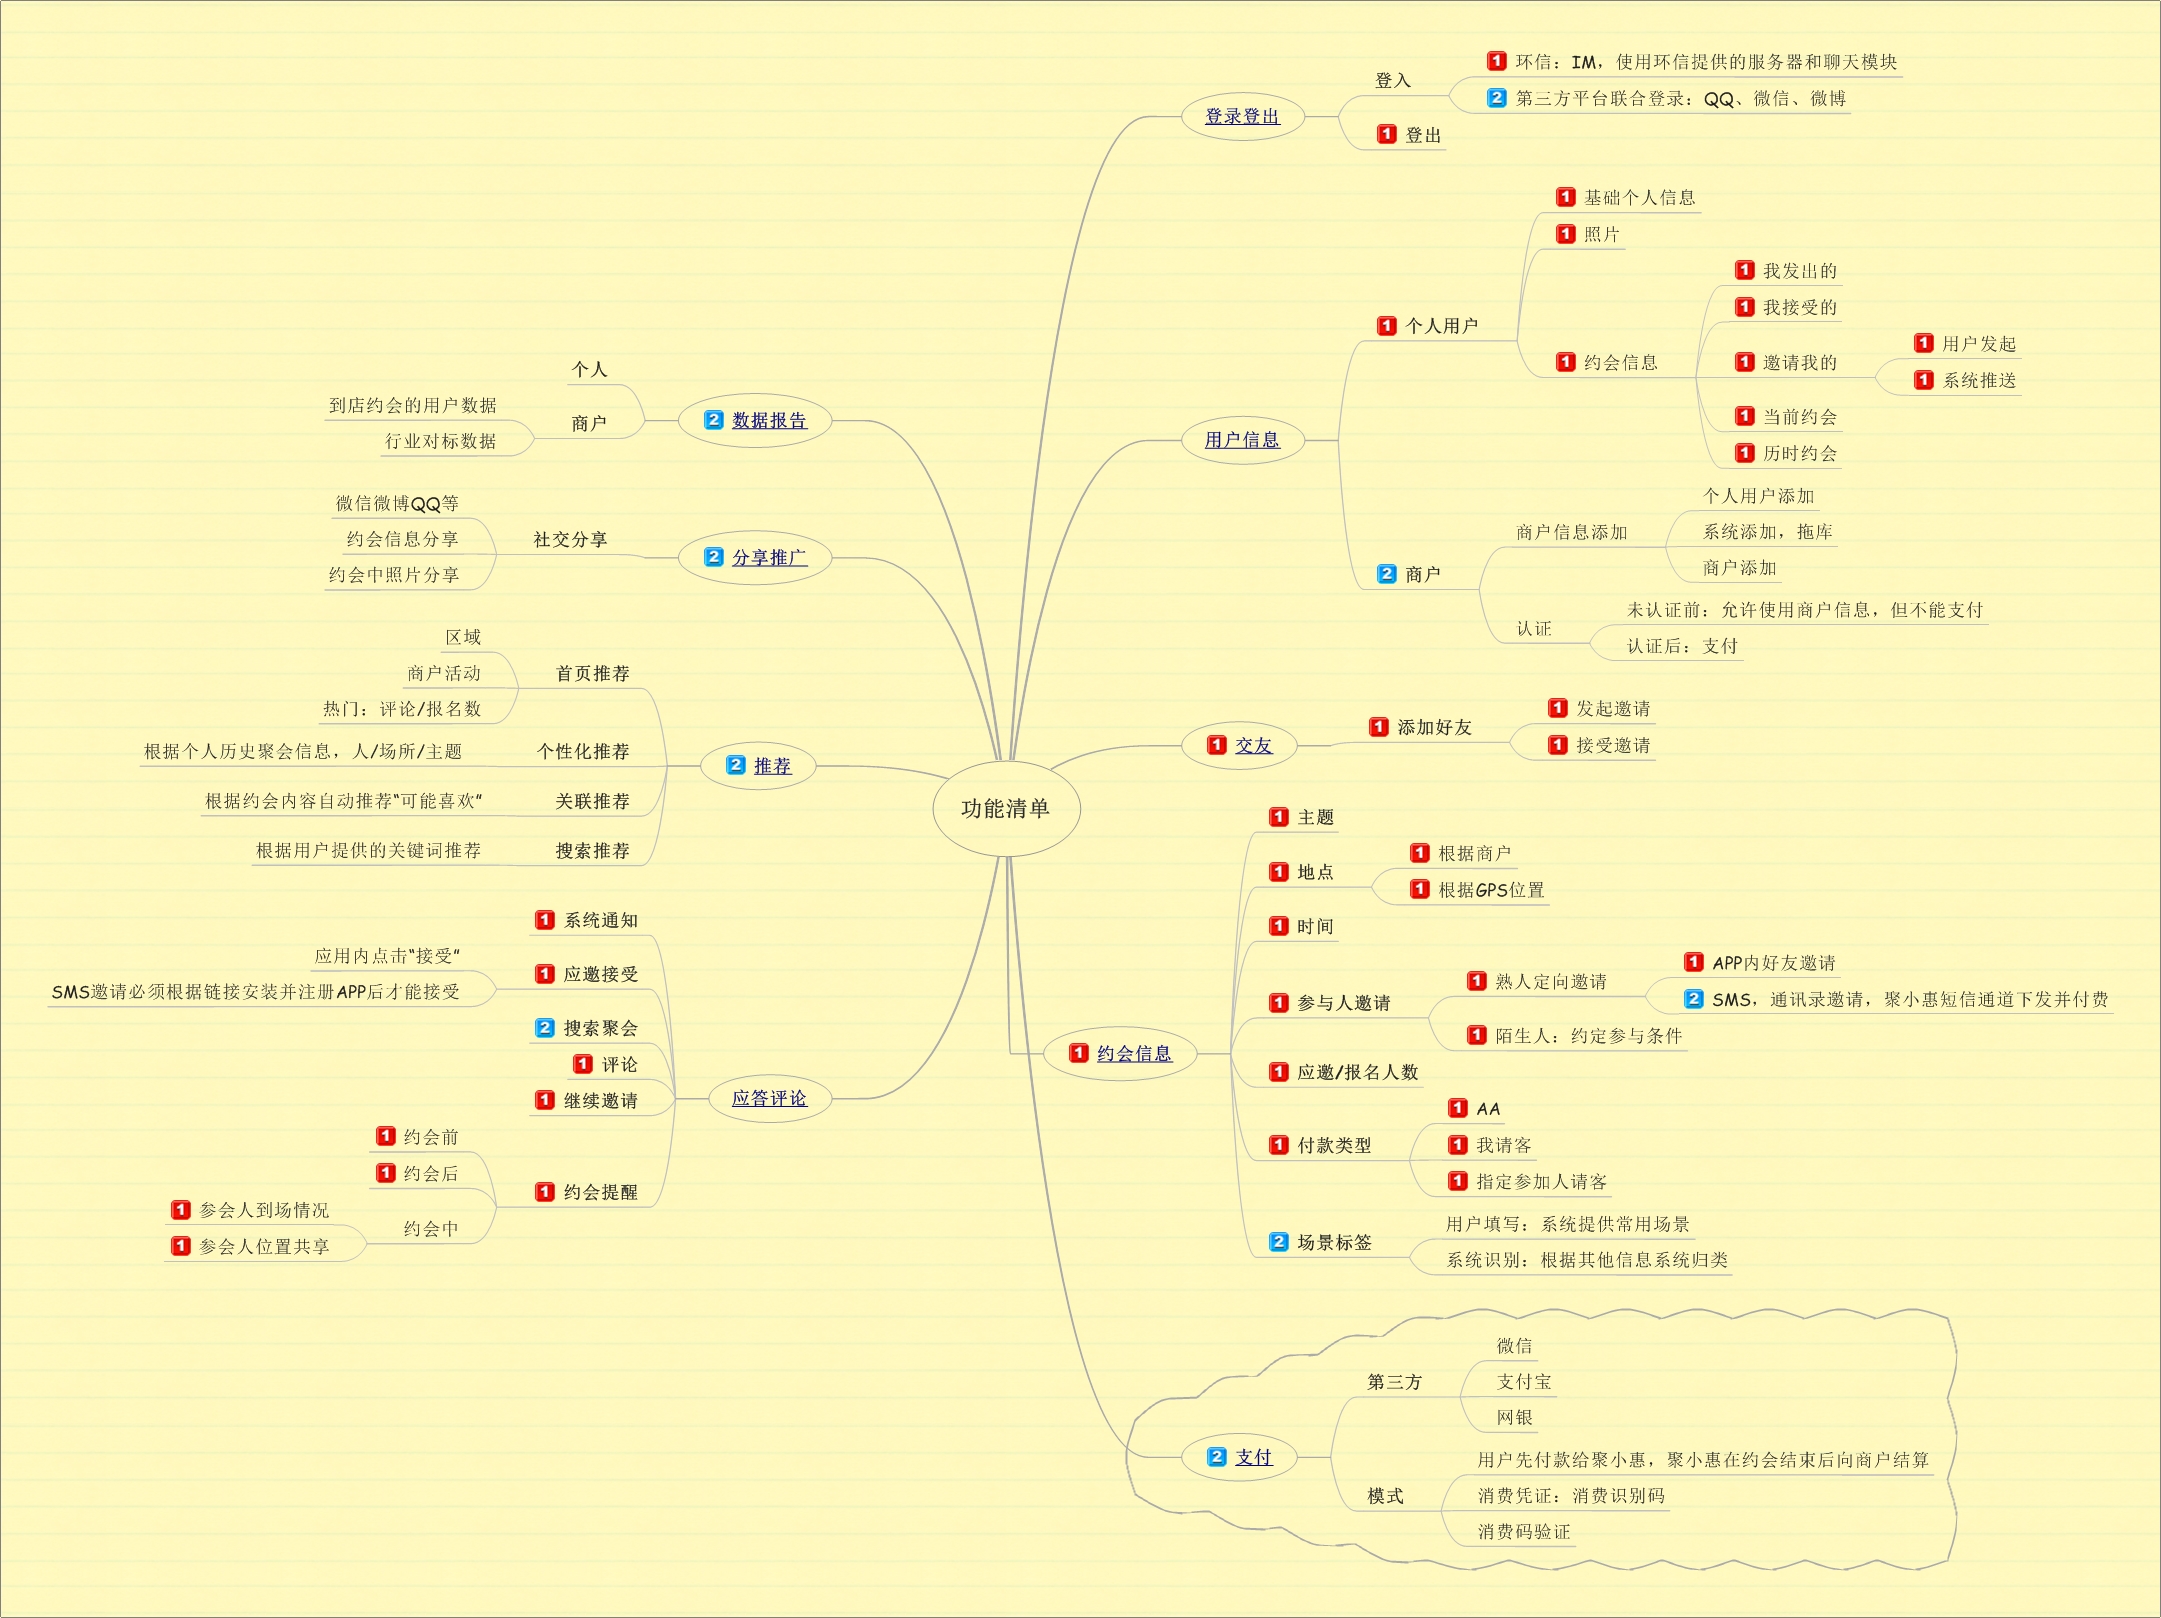 功能清单
登录登出
登入
1 环信：IM，使用环信提供的服务器和聊天模块
2 第三方平台联合登录：QQ、微信、微博
1 登出
用户信息
1 个人用户
1 基础个人信息
1 照片
1 约会信息
1 我发出的
1 我接受的
1 邀请我的
1 用户发起
1 系统推送
1 当前约会
1 历时约会
2 商户
商户信息添加
个人用户添加
系统添加，拖库
商户添加
认证
未认证前：允许使用商户信息，但不能支付
认证后：支付
1 交友
1 添加好友
1 发起邀请
1 接受邀请
1 约会信息
1 主题
1 地点
1 根据商户
1 根据GPS位置
1 时间
1 参与人邀请
1 熟人定向邀请
1 APP内好友邀请
2 SMS，通讯录邀请，聚小惠短信通道下发并付费
1 陌生人：约定参与条件
1 应邀/报名人数
1 付款类型
1 AA
1 我请客
1 指定参加人请客
2 场景标签
用户填写：系统提供常用场景
系统识别：根据其他信息系统归类
2 支付
第三方
微信
支付宝
网银
模式
用户先付款给聚小惠，聚小惠在约会结束后向商户结算
消费凭证：消费识别码
消费码验证
2 数据报告
个人
商户
到店约会的用户数据
行业对标数据
2 分享推广
社交分享
微信微博QQ等
约会信息分享
约会中照片分享
2 推荐
首页推荐
区域
商户活动
热门：评论/报名数
个性化推荐
根据个人历史聚会信息，人/场所/主题
关联推荐
根据约会内容自动推荐“可能喜欢”
搜索推荐
根据用户提供的关键词推荐
应答评论
1 系统通知
1 应邀接受
应用内点击“接受”
SMS邀请必须根据链接安装并注册APP后才能接受
2 搜索聚会
1 评论
1 继续邀请
1 约会提醒
1 约会前
1 约会后
约会中
1 参会人到场情况
1 参会人位置共享